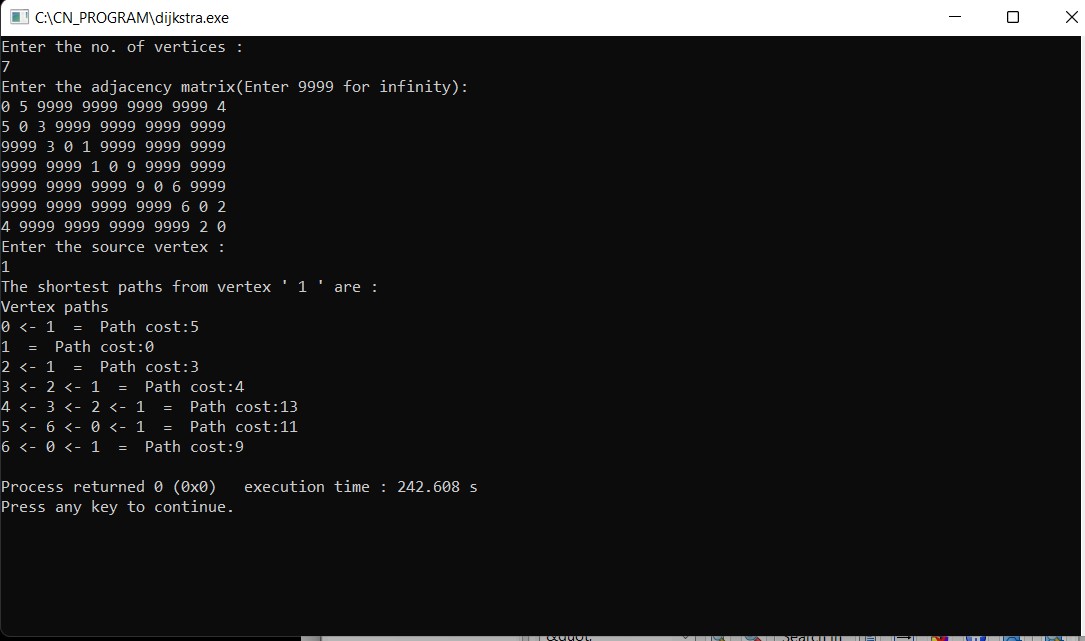 C:\CN_PROGRAM\dijkstra.exe
Enter the no. of vertices :
7
Enter the adjacency matrix(Enter 9999 for infinity):
0 5 9999 9999 9999 9999 4
5 0 3 9999 9999 9999 9999
9999 3 0 1 9999 9999 9999
9999 9999 1 0 9 9999 9999
9999 9999 9999 9 0 6 9999
9999 9999 9999 9999 6 0 2
4 9999 9999 9999 9999 2 0
Enter the source vertex :
1
The shortest paths from vertex ' 1 ' are :
Vertex paths
0 <- 1  =  Path cost:5
1  =  Path cost:0
2 <- 1  =  Path cost:3
3 <- 2 <- 1  =  Path cost:4
4 <- 3 <- 2 <- 1  =  Path cost:13
5 <- 6 <- 0 <- 1  =  Path cost:11
6 <- 0 <- 1  =  Path cost:9
Process returned 0 (0x0)   execution time : 242.608 s
Press any key to continue.
&quot; Search in